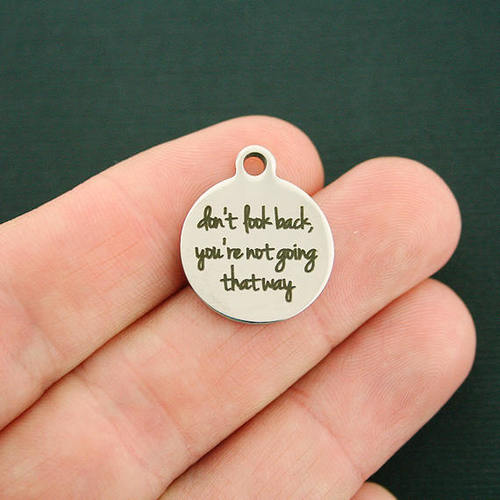 don't look back,
you're not going
that way